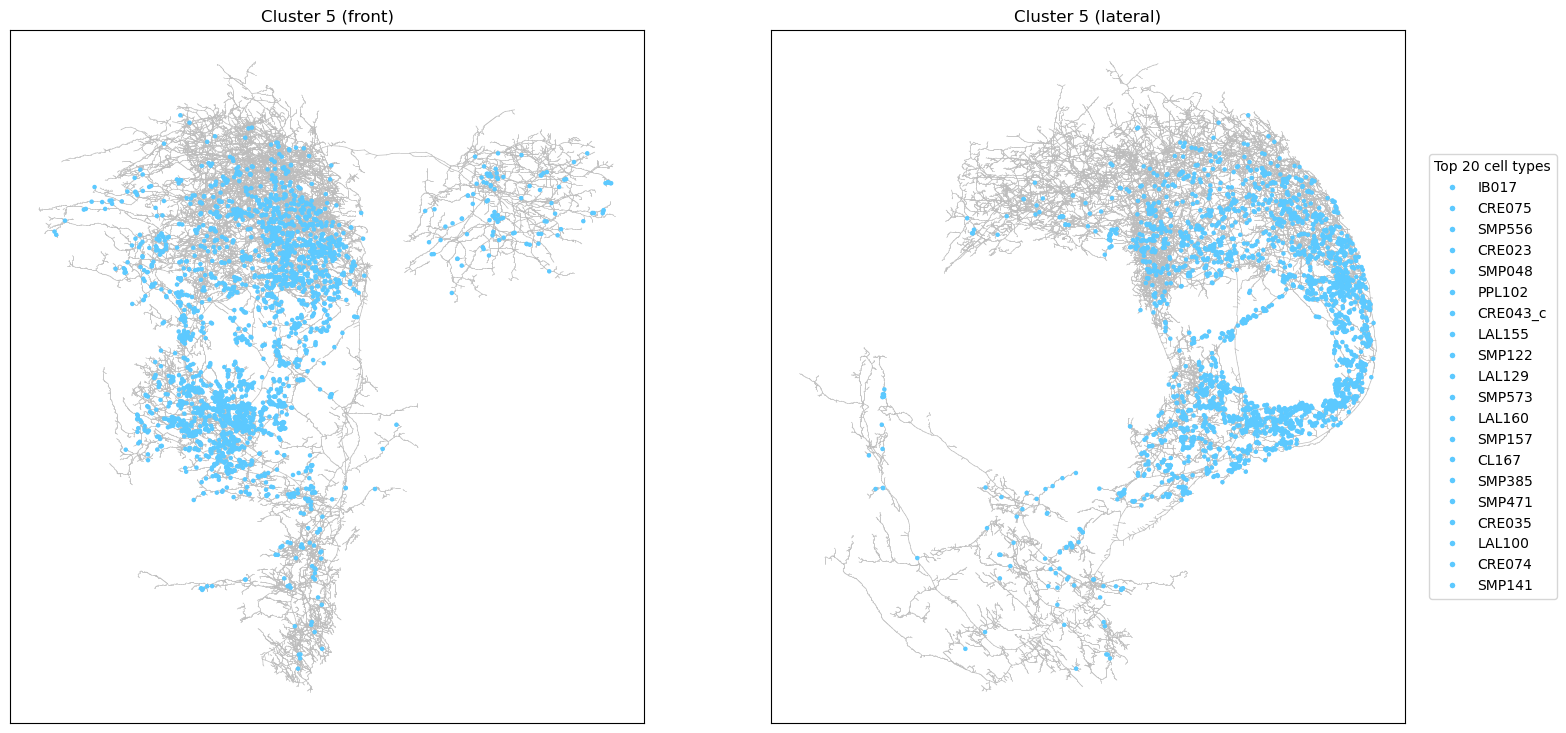 Cluster 5 (front)
Cluster 5 (lateral)
Top 20 cell types
IB017
CRE075
SMP556
CRE023
SMP048
PPL102
CRE043_c
LAL155
SMP122
LAL129
SMP573
LAL160
SMP157
CL167
SMP385
SMP471
CRE035
LAL100
CRE074
SMP141